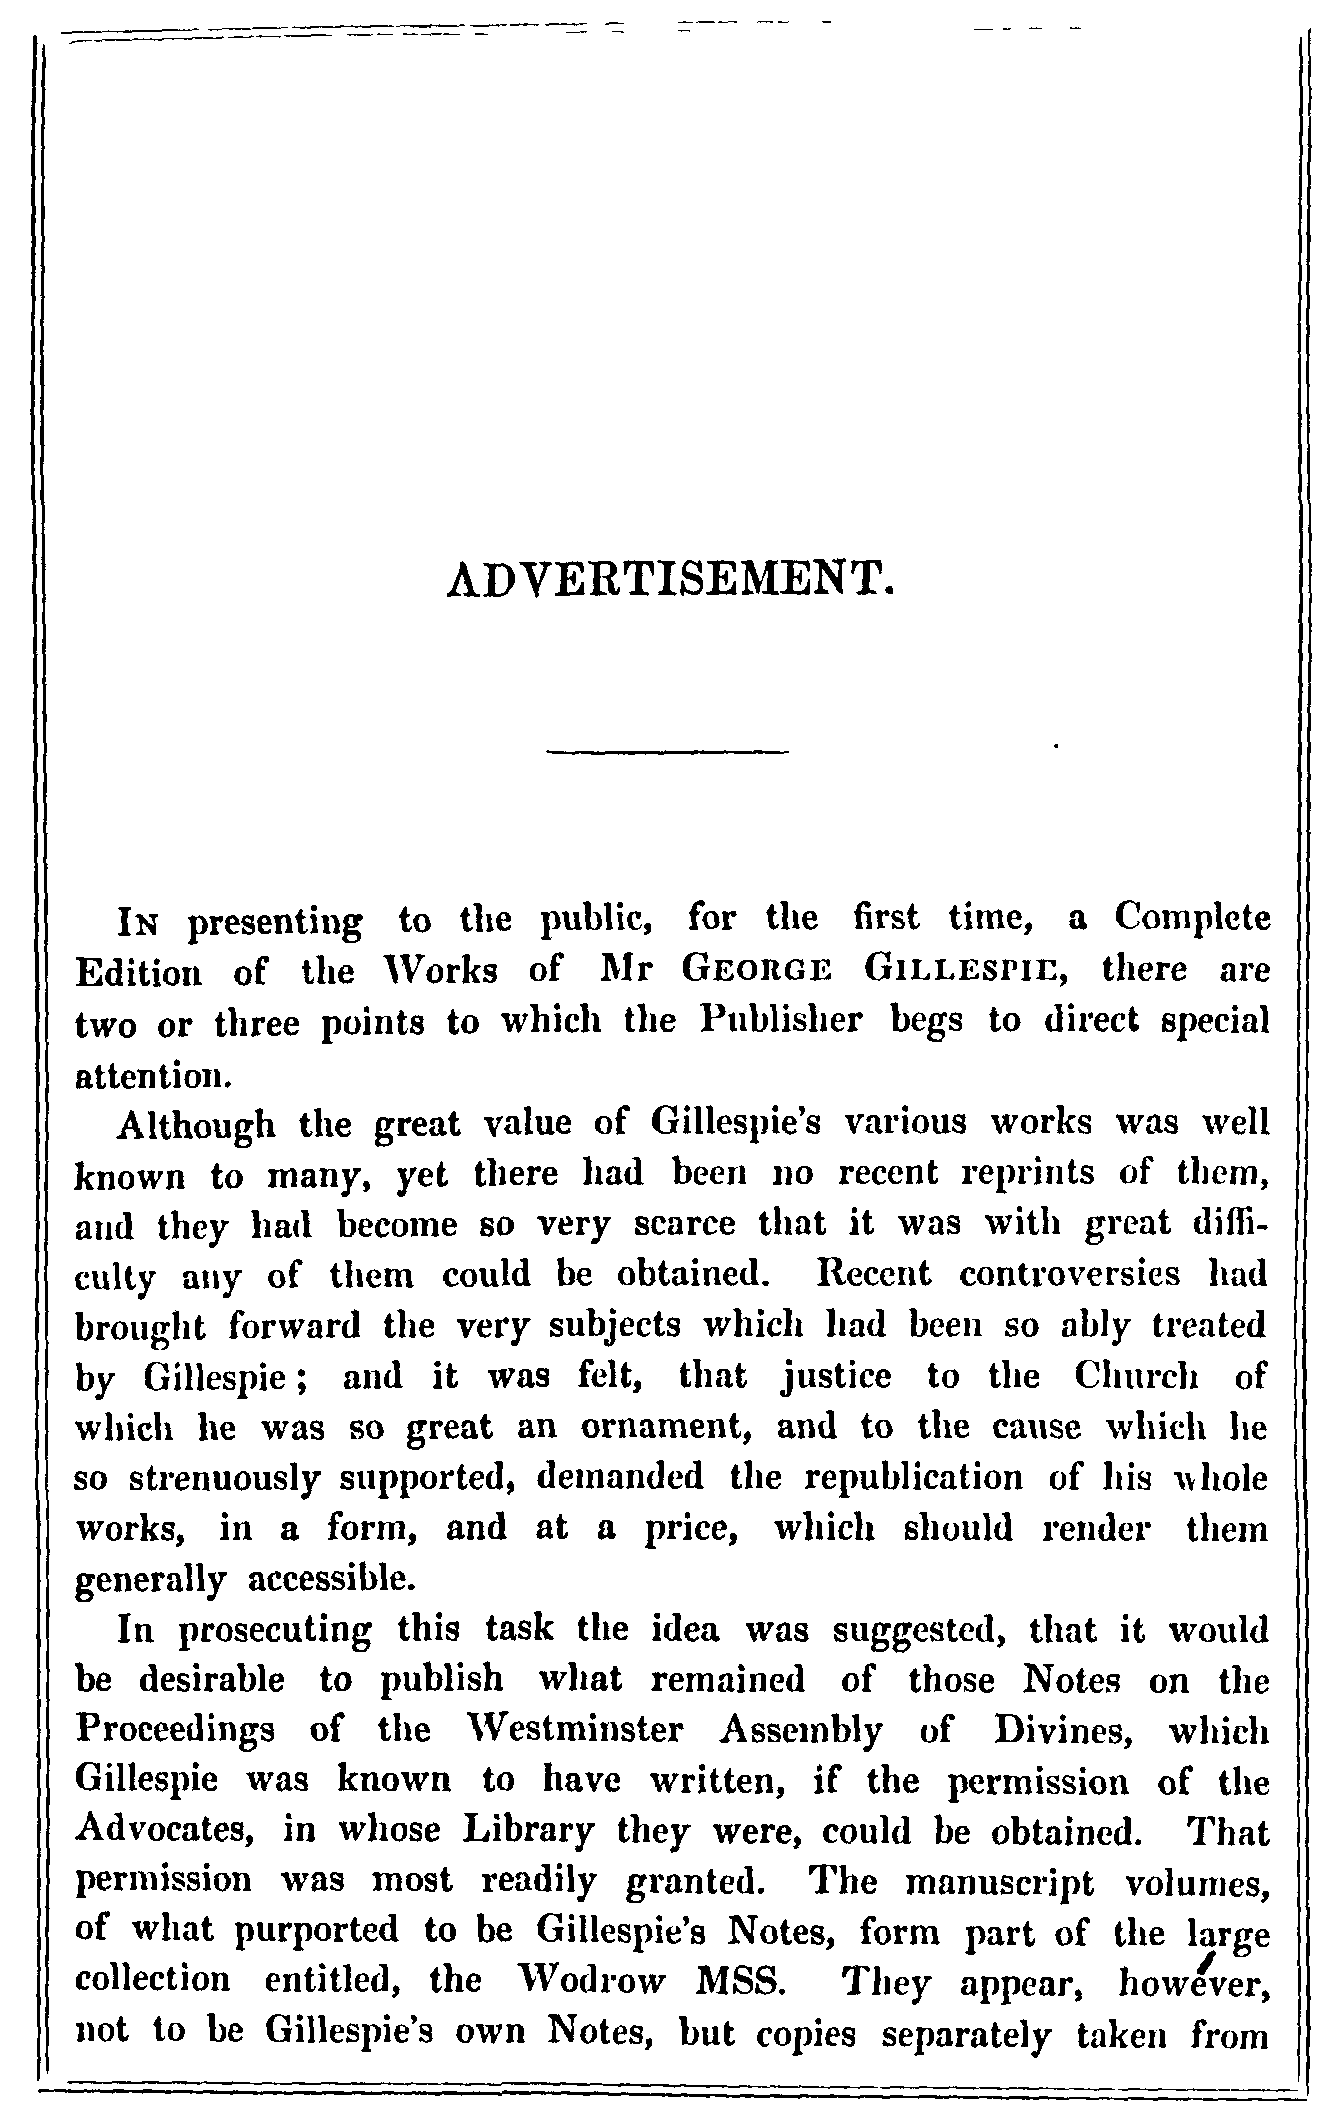 ADVERTISEMENT.
In presenting to the public, for the first time, a Complete
Edition of the Works of Mr George Gillespie, there are
two or three points to which the Publisher begs to direct special
attention.
Although the great value of Gillespie's various works was well
known to many, yet there had been no recent reprints of them,
and they had become so very scarce that it was with great diffi-
culty any of them could be obtained. Recent controversies had
brought forward the very subjects which had been so ably treated
by Gillespie; and it was felt, that justice to the Church of
which he was so great an ornament, and to the cause which he
so strenuously supported, demanded the republication of his whole
works, in a form, and at a price, which should render them
generally accessible.
In prosecuting this task the idea was suggested, that it would
be desirable to publish what remained of those Notes on the
Proceedings of the Westminster Assembly of Divines, which
Gillespie was known to have written, if the permission of the
Advocates, in whose Library they were, could be obtained. That
permission was most readily granted. The manuscript volumes,
of what purported to be Gillespie's Notes, form part of the large
collection entitled, the Wodrow MSS. They appear, however,
not to be Gillespie's own Notes, but copies separately taken from